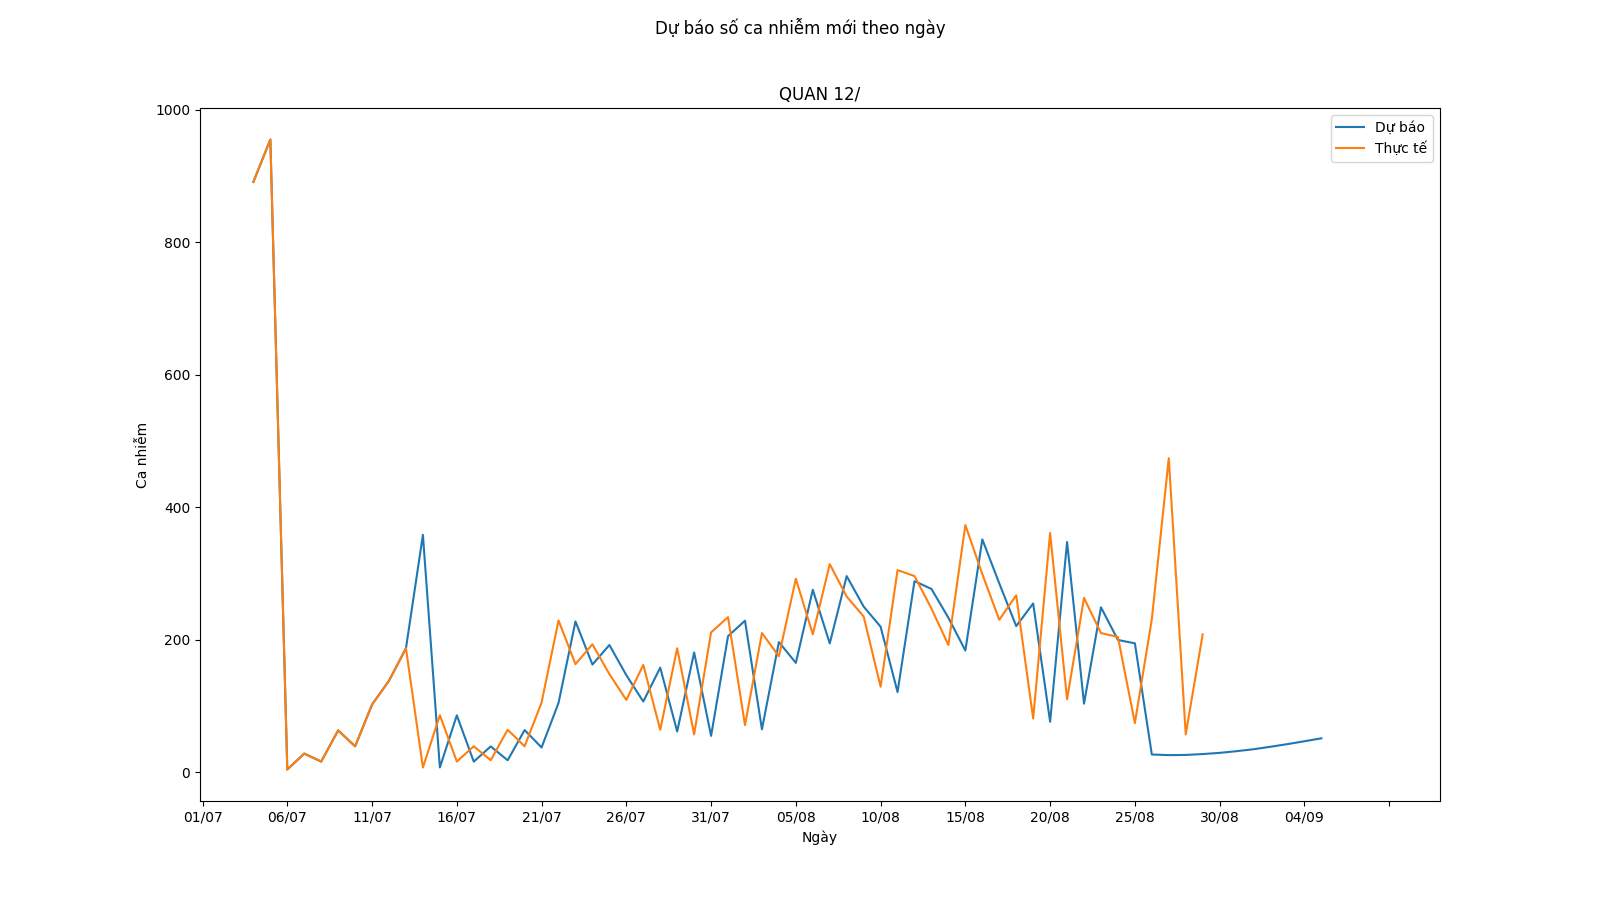 Dự báo số ca nhiễm mới theo ngày
QUAN 12/
Dự báo
Thực tế
1000
800
600
400
200
0
Ca nhiễm
01/07 06/07 11/07 16/07 21/07 26/07 31/07 05/08 10/08 15/08 20/08 25/08 30/08 04/09
Ngày